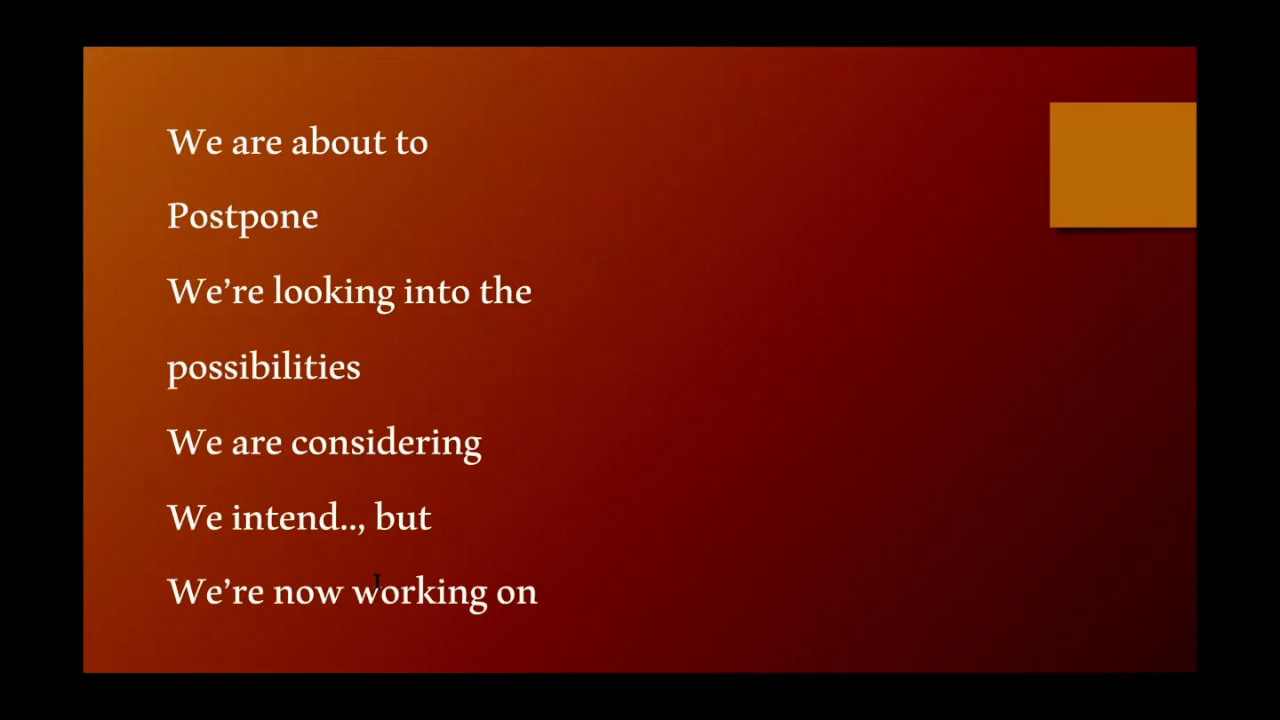 We are about to
Postpone
We’re looking into the
possibilities
We are considering
We intend.., but
We’re now working on